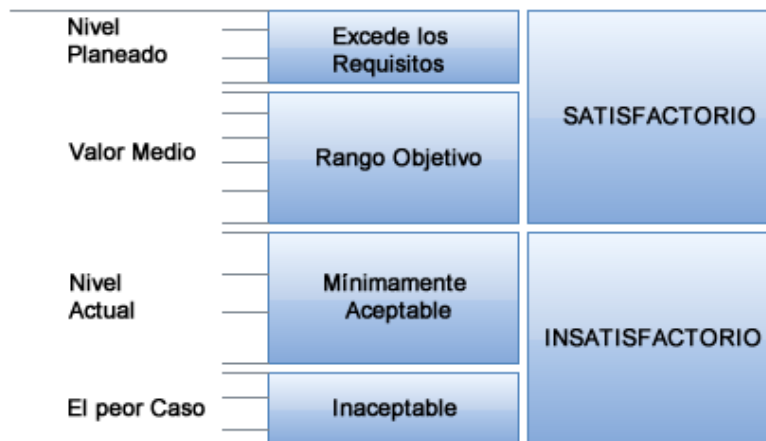 Nivel
Planeado
Excede los
Requisitos
SATISFACTORIO
Valor Medio
Rango Objetivo
Nivel
Actual
Mínimamente
Aceptable
INSATISFACTORIO
El peor Caso
Inaceptable